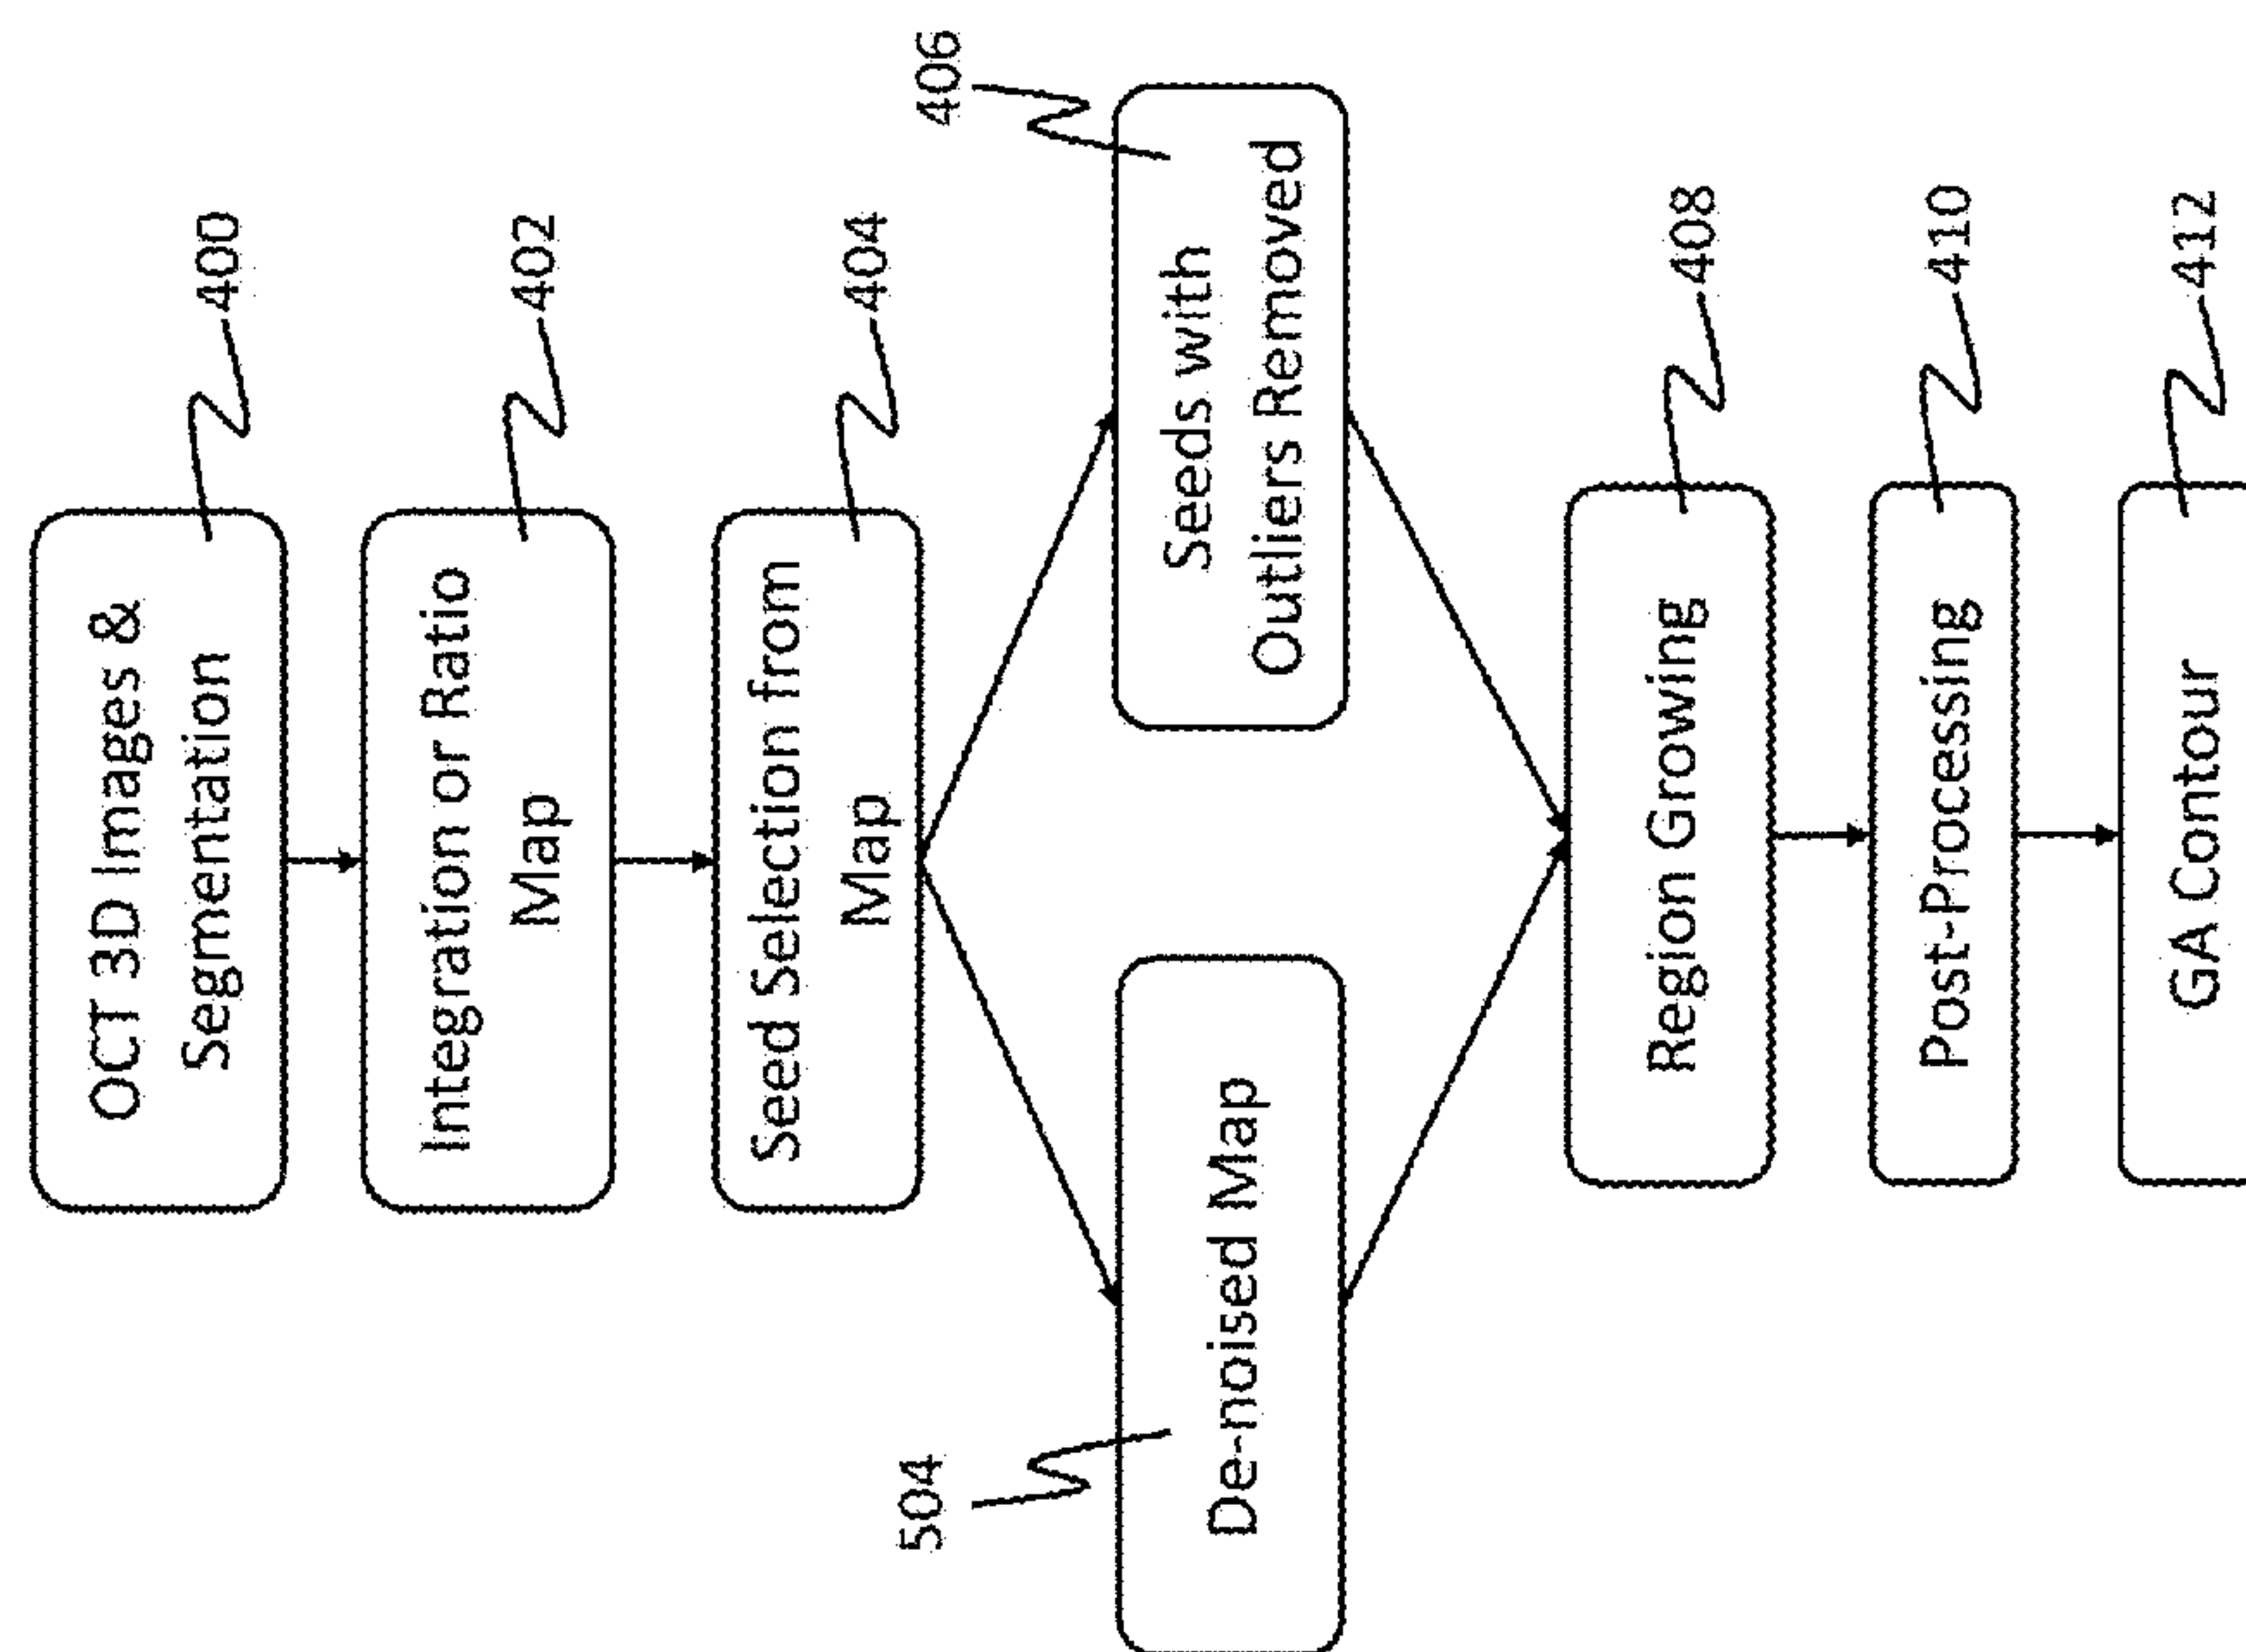 OCT 3D Images &
Segmentation
400
Integration or Ratio
Map
402
Seed Selection from
Map
404
504
De-noised Map
406
Seeds with
Outliers Removed
Region Growing
408
Post-Processing
410
GA Contour
412